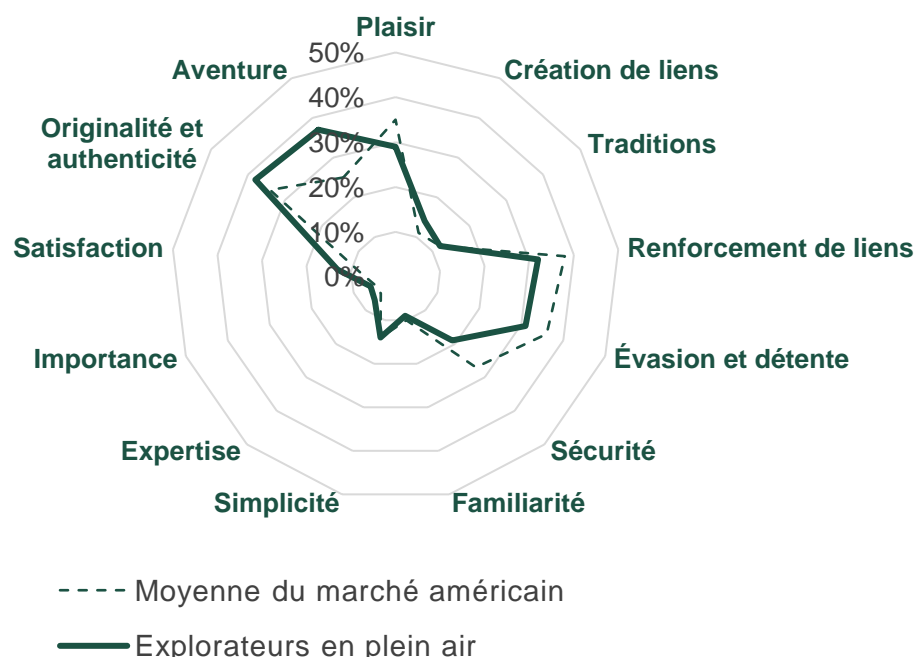 Plaisir
50%
Aventure
Création de liens
40%
Originalité et
authenticité
30%
Traditions
20%
10%
Satisfaction
Renforcement de liens
0%
Importance
Évasion et détente
Expertise
Sécurité
Simplicité
Familiarité
Moyenne du marché américain
Explorateurs en plein air